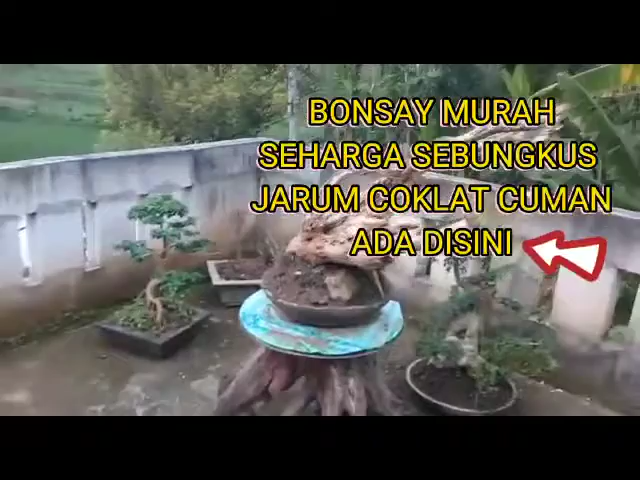 BONSAY MURAH
SEHARGA SEBUNGKUS
JARUM COKLAT CUMAN
ADA DISINI